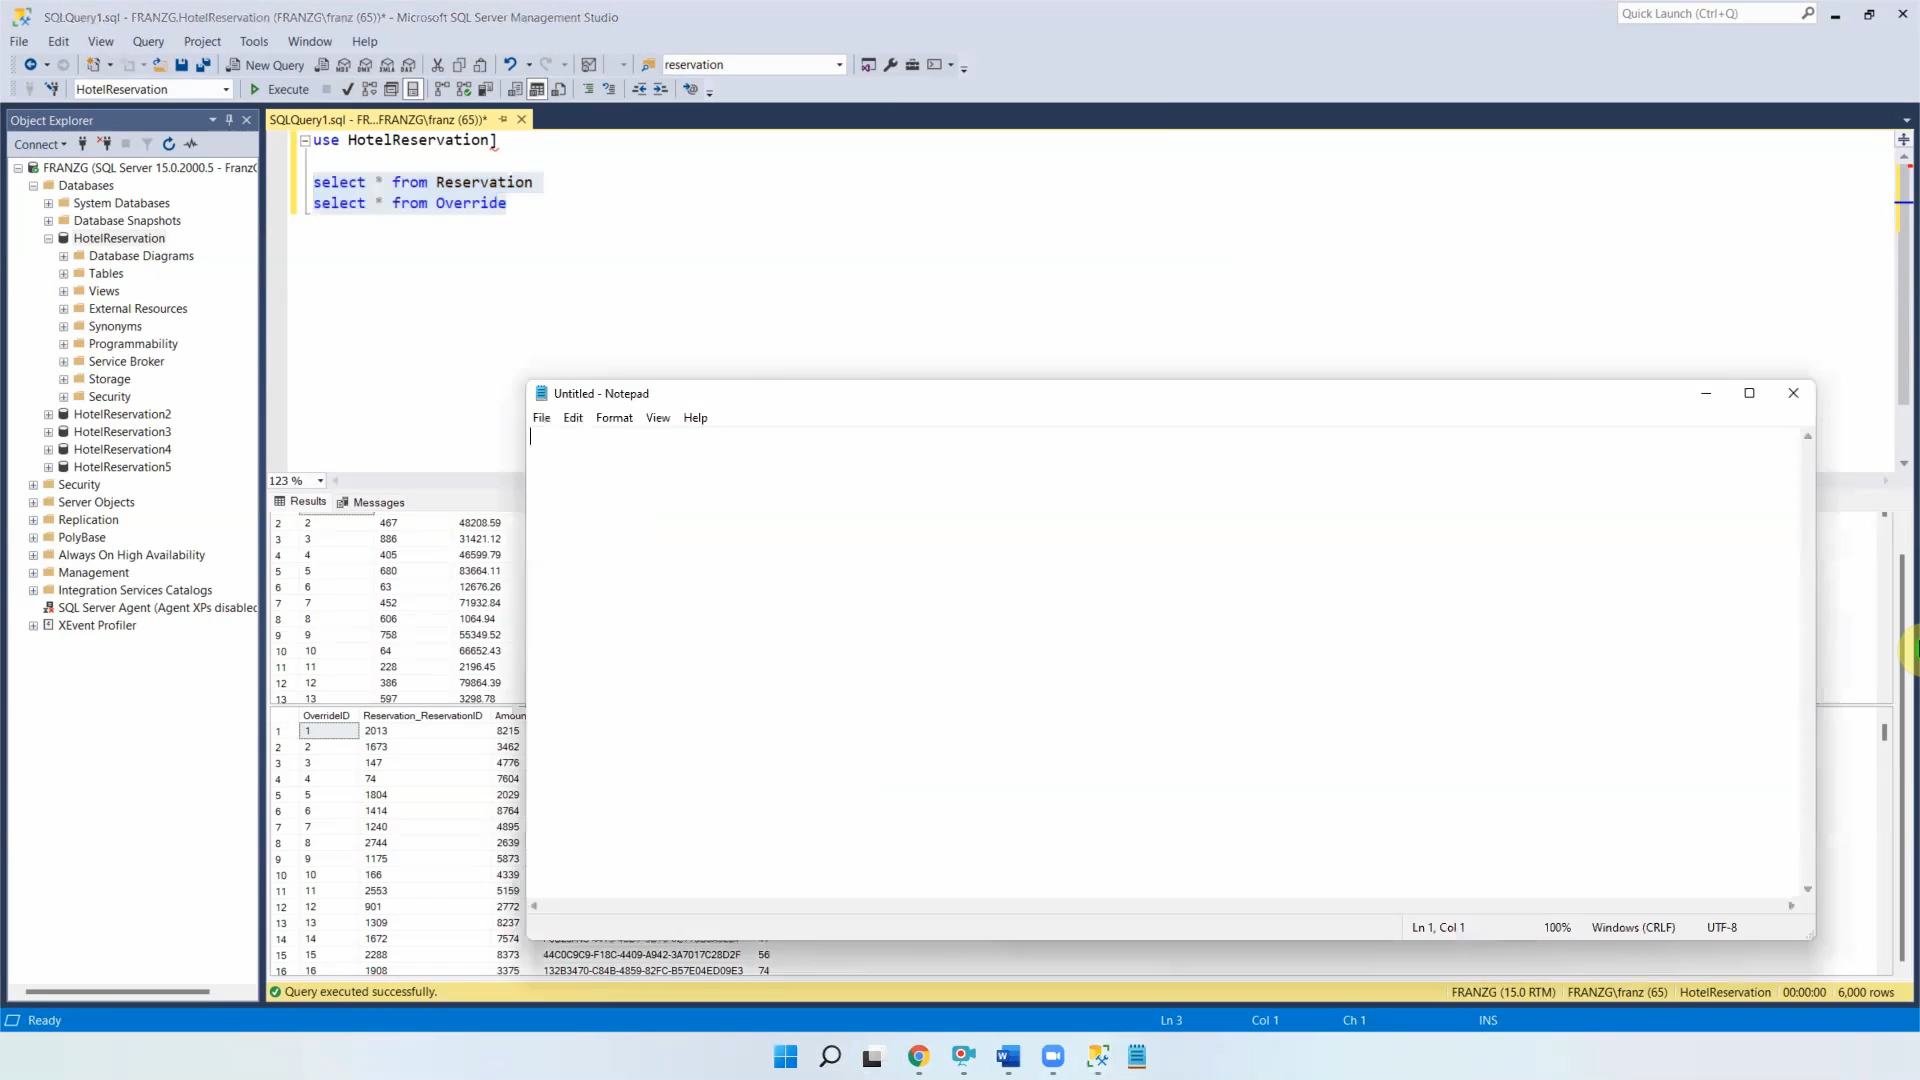 SQLQuery1.sql - FRANZG.HotelReservation (FRANZG\franz (65))* - Microsoft SQL Server Management Studio
Quick Launch (Ctrl+Q)
File Edit View Query Project Tools Window Help
New Query
reservation
HotelReservation
Execute
Object Explorer
Connect
FRANZG (SQL Server 15.0.2000.5 - FranzG
Databases
System Databases
Database Snapshots
HotelReservation
Database Diagrams
Tables
Views
External Resources
Synonyms
Programmability
Service Broker
Storage
Security
HotelReservation2
HotelReservation3
HotelReservation4
HotelReservation5
Security
Server Objects
Replication
PolyBase
Always On High Availability
Management
Integration Services Catalogs
SQL Server Agent (Agent XPs disabled
XEvent Profiler
SQLQuery1.sql - FR...FRANZG\franz (65))*
use HotelReservation]
select * from Reservation
select * from Override
123 %
Results Messages
2 2 467 48208.59
3 3 886 31421.12
4 4 405 46599.79
5 5 680 83664.11
6 6 63 12676.26
7 7 452 71932.84
8 8 606 1064.94
9 9 758 55349.52
10 10 64 66652.43
11 11 228 2196.45
12 12 386 79864.39
13 13 597 3298.78
OverrideID Reservation_ReservationID Amoun
1 1 2013 8215
2 2 1673 3462
3 3 147 4776
4 4 74 7604
5 5 1804 2029
6 6 1414 8764
7 7 1240 4895
8 8 2744 2639
9 9 1175 5873
10 10 166 4339
11 11 2553 5159
12 12 901 2772
13 13 1309 8237
14 14 1672 7574
15 15 2288 8373 44C0C9C9-F18C-4409-A942-3A7017C28D2F 56
16 16 1908 3375 132B3470-C84B-4859-82FC-B57E04ED09E3 74
Untitled - Notepad
File Edit Format View Help
Ln 1, Col 1 100% Windows (CRLF) UTF-8
Query executed successfully.
FRANZG (15.0 RTM) FRANZG\franz (65) HotelReservation 00:00:00 6,000 rows
Ready
Ln 3 Col 1 Ch 1 INS